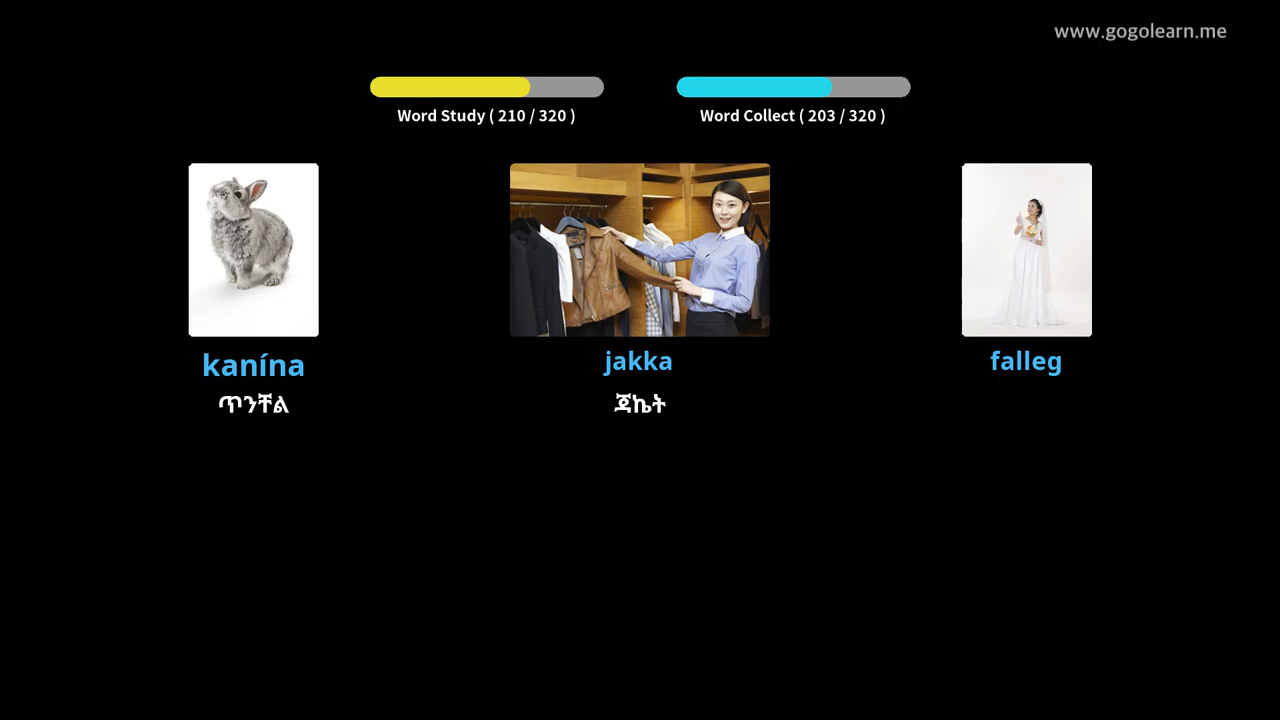 www.gogolearn.me
Word Study ( 210 / 320 )
Word Collect ( 203 / 320 )
kanína
jakka
falleg
ጥንቸል
ጃኬት